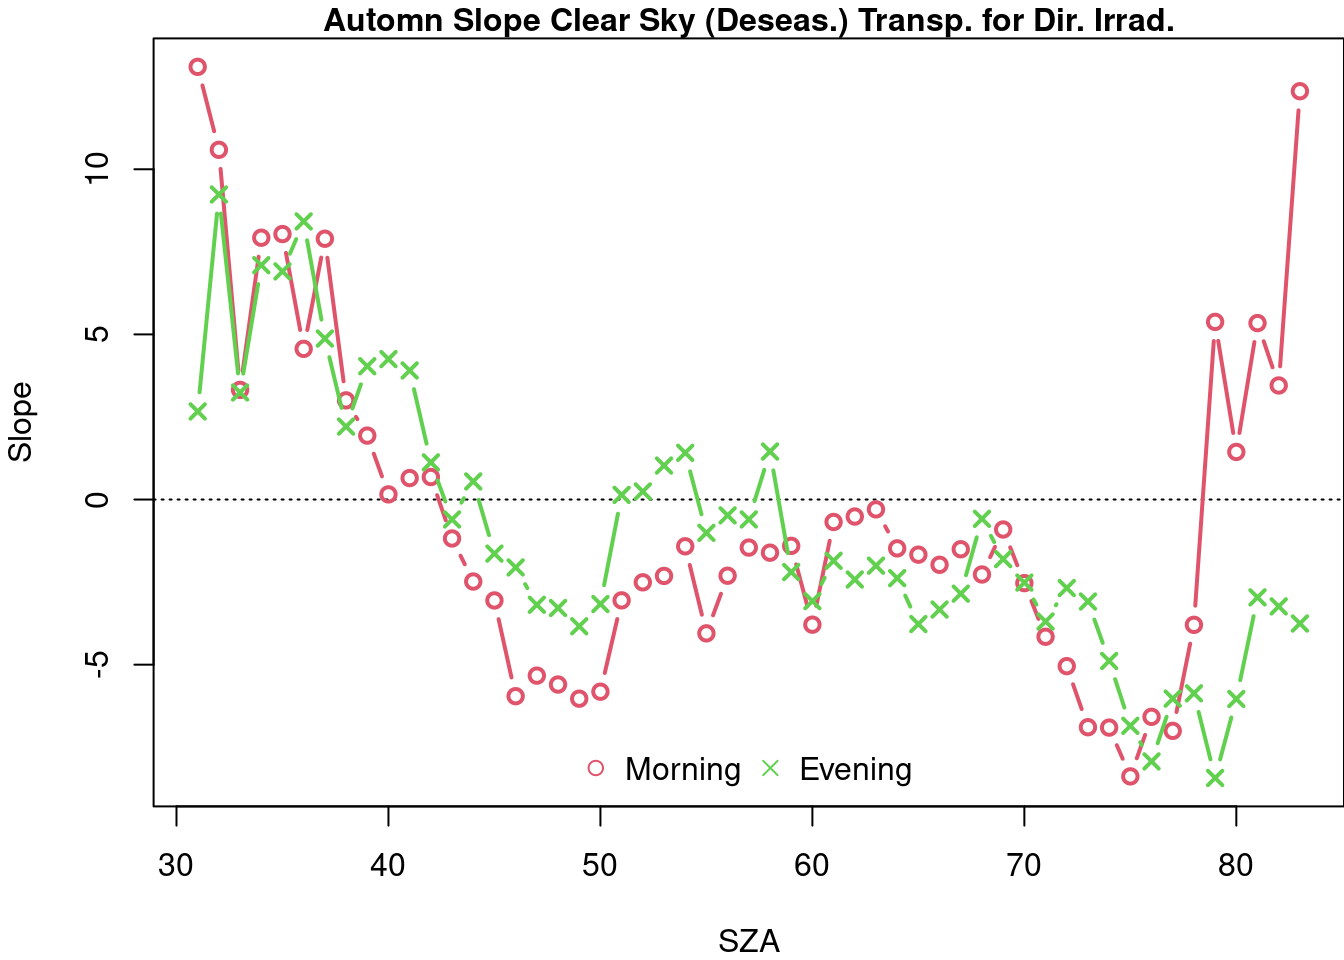 Automn Slope Clear Sky (Deseas.) Transp. for Dir. Irrad.
10
5
0
-5
Slope
Morning Evening
30 40 50 60 70 80
SZA